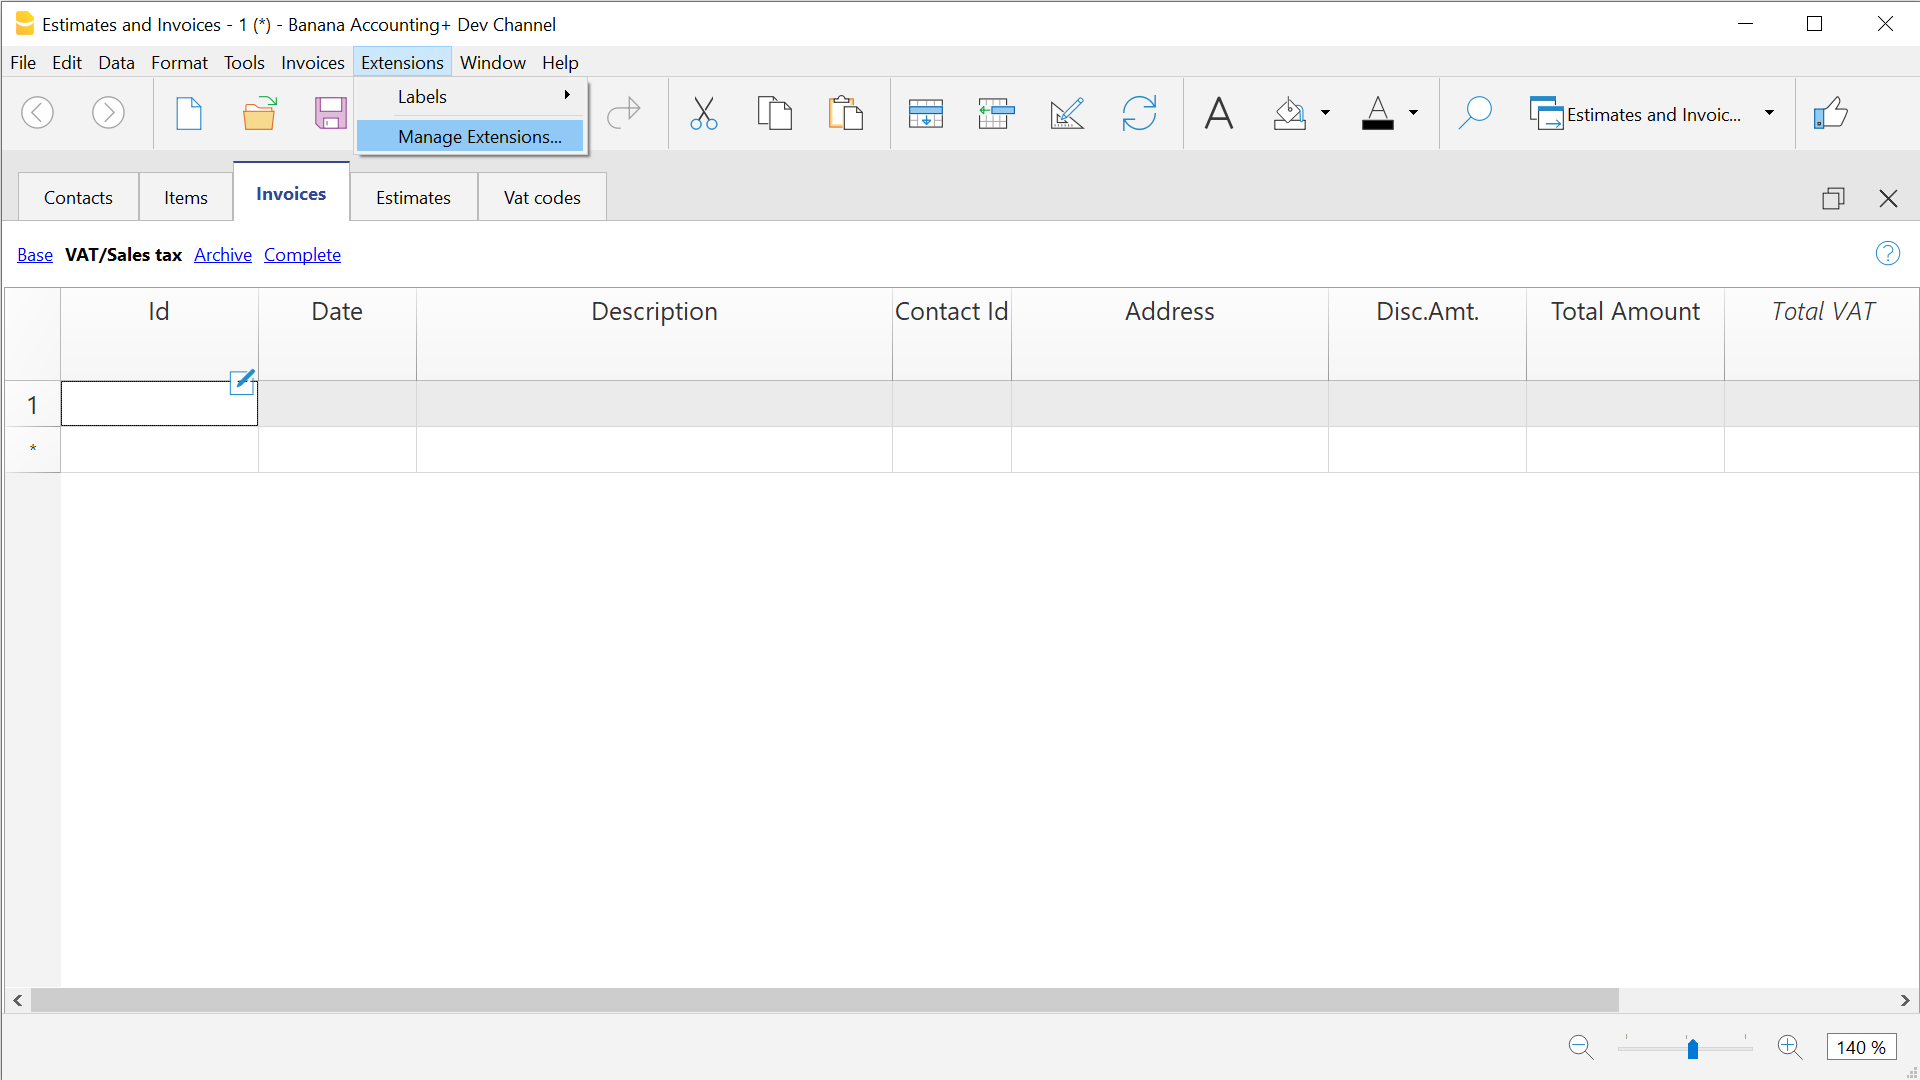 Estimates and Invoices - 1 (*) - Banana Accounting+ Dev Channel
File Edit Data Format Tools Invoices Extensions Window Help
Labels
Manage Extensions...
Estimates and Invoic...
Contacts Items Invoices Estimates Vat codes
Base VAT/Sales tax Archive Complete
Id Date Description Contact Id Address Disc.Amt. Total Amount Total VAT
1
*
140 %